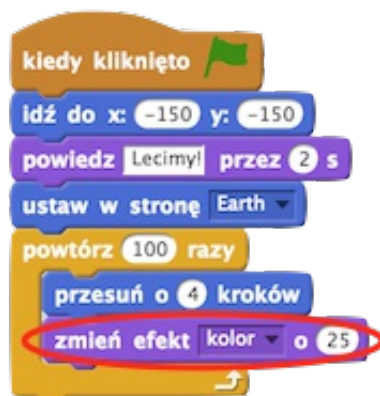 kiedy kliknięto
idź do x: -150 y: -150
powiedz Lecimy! przez 2 s
ustaw w stronę Earth
powtórz 100 razy
przesuń o 4 kroków
zmień efekt kolor o 25